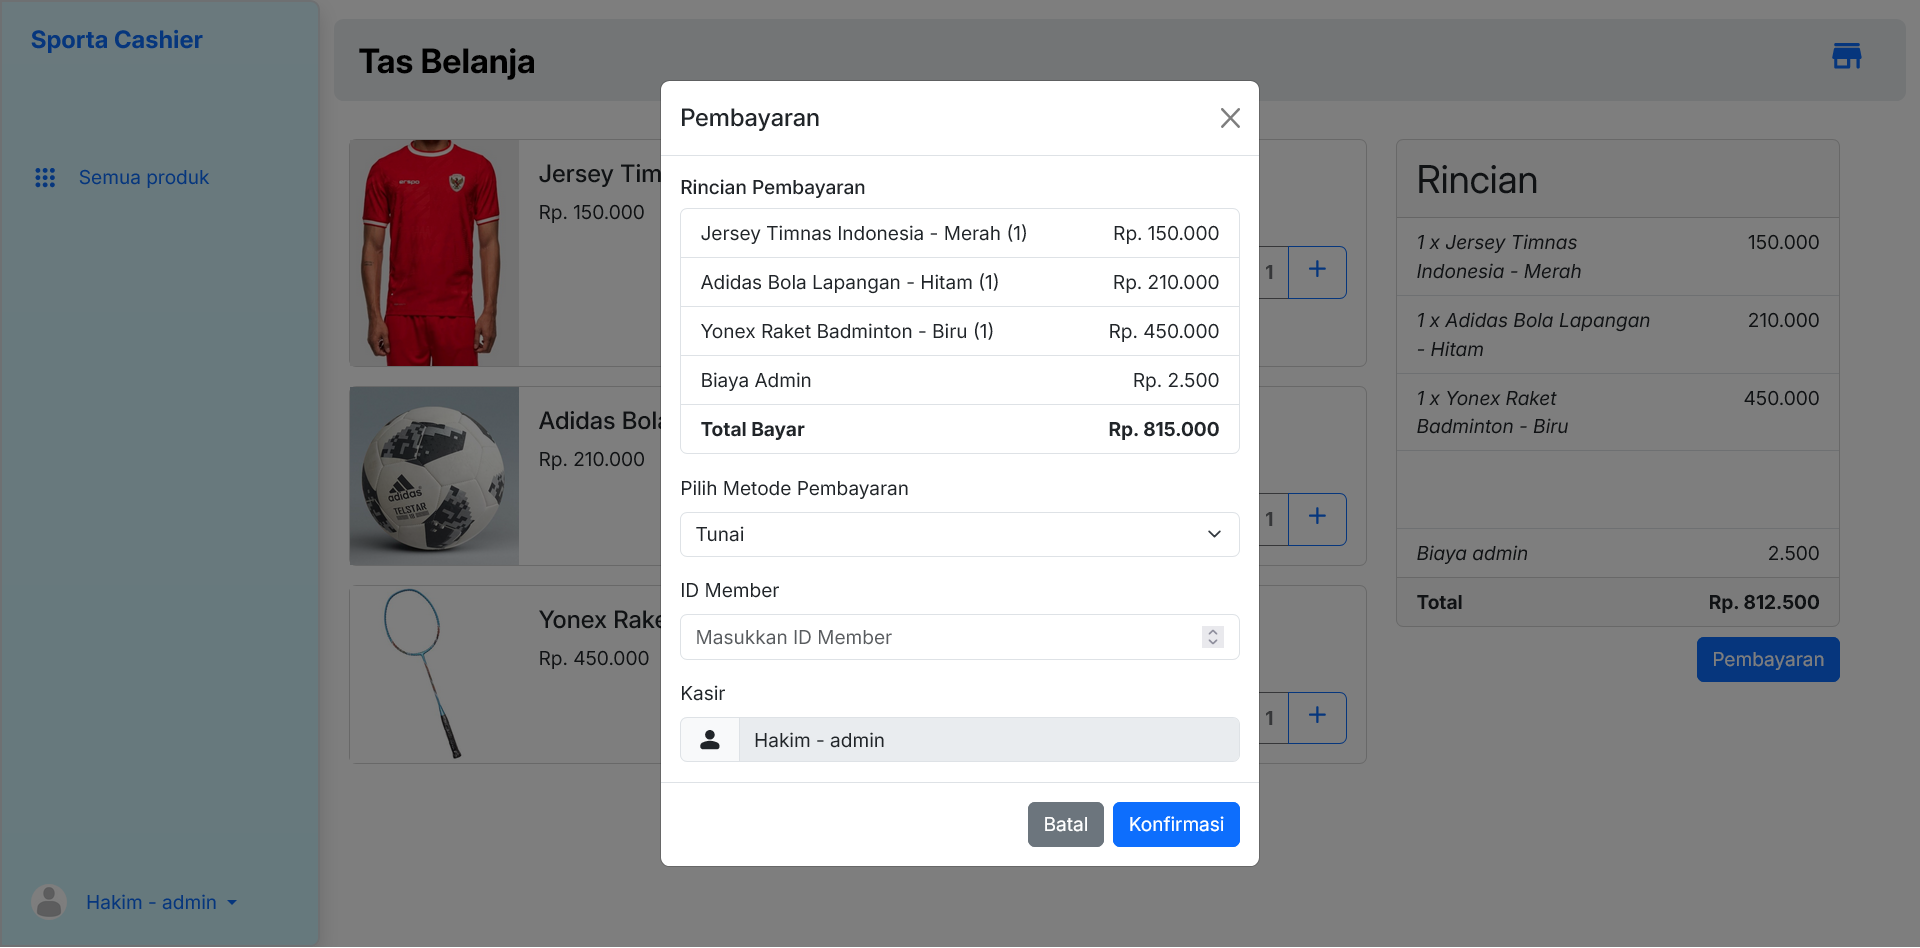 Sporta Cashier
Semua produk
Hakim - admin
Tas Belanja
Jersey Tim
Rp. 150.000
1 +
Adidas Bola
Rp. 210.000
adidas
TELSTAR
1 +
Yonex Rake
Rp. 450.000
1 +
Pembayaran
Rincian Pembayaran
Jersey Timnas Indonesia - Merah (1) Rp. 150.000
Adidas Bola Lapangan - Hitam (1) Rp. 210.000
Yonex Raket Badminton - Biru (1) Rp. 450.000
Biaya Admin Rp. 2.500
Total Bayar Rp. 815.000
Pilih Metode Pembayaran
Tunai
ID Member
Masukkan ID Member
Kasir
Hakim - admin
Batal Konfirmasi
Rincian
1 x Jersey Timnas 150.000
Indonesia - Merah
1 x Adidas Bola Lapangan 210.000
- Hitam
1 x Yonex Raket 450.000
Badminton - Biru
Biaya admin 2.500
Total Rp. 812.500
Pembayaran